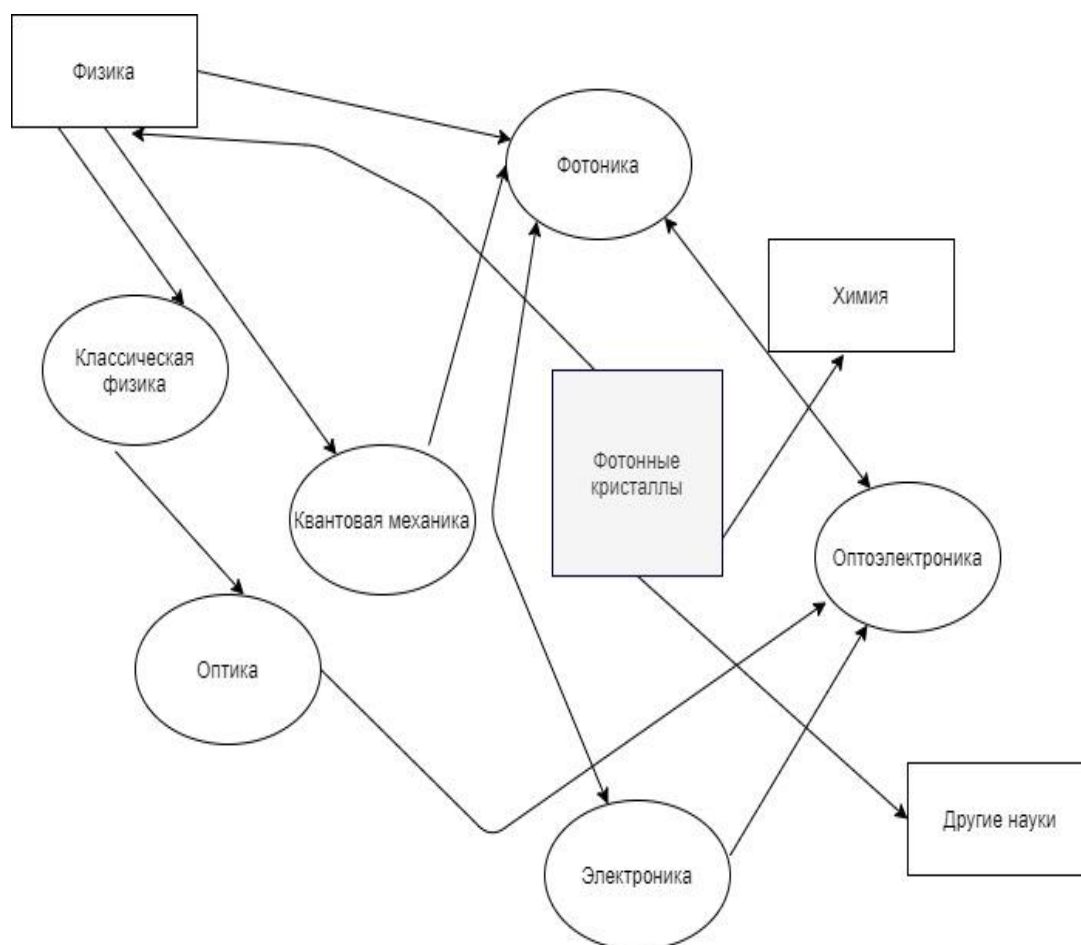 Физика
Фотоника
Химия
Классическая
физика
Фотонные
кристаллы
Квантовая механика
Оптоэлектроника
Оптика
Другие науки
Электроника